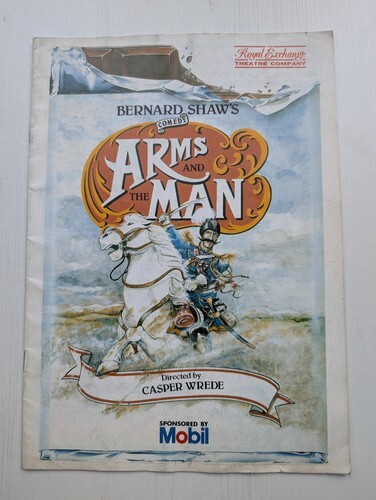 Royal Exchange
THEATRE COMPANY
BERNARD SHAW'S
COMEDY
ARMS
AND
THE MAN
Directed by
CASPER WREDE
SPONSORED BY
Mobil